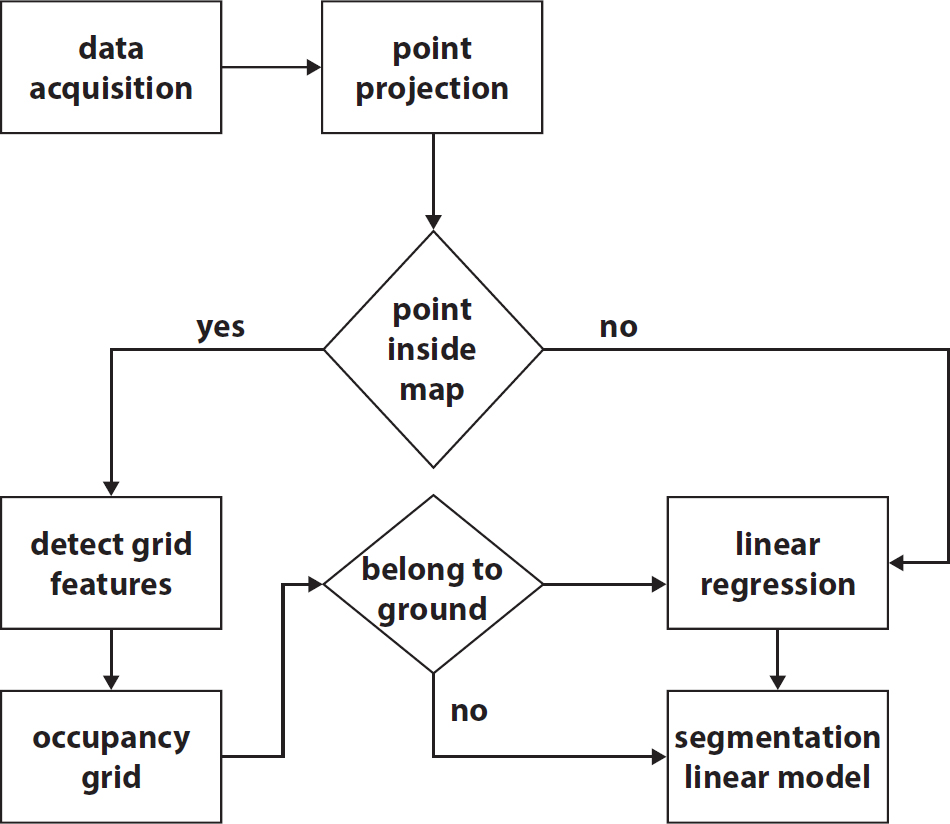 data
acquisition
point
projection
point
inside
map
yes
no
detect grid
features
belong to
ground
linear
regression
no
occupancy
grid
segmentation
linear model